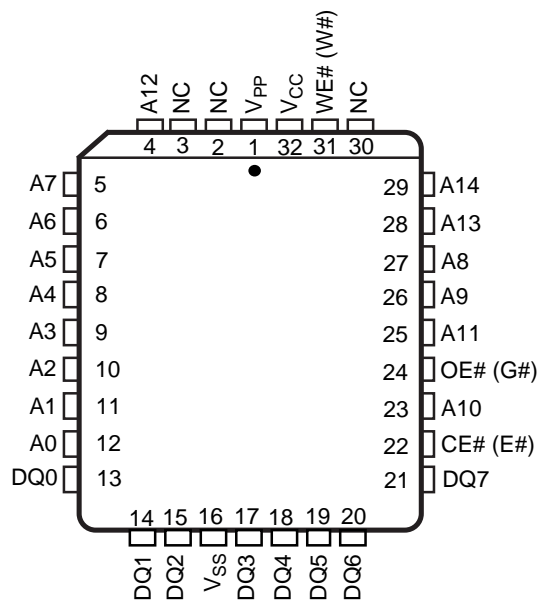 A12
NC
NC
VPP
VCC
WE# (W#)
NC
4 3 2 1 32 31 30
A7 5 29 A14
A6 6 28 A13
A5 7 27 A8
A4 8 26 A9
A3 9 25 A11
A2 10 24 OE# (G#)
A1 11 23 A10
A0 12 22 CE# (E#)
DQ0 13 21 DQ7
14 15 16 17 18 19 20
DQ1
DQ2
VSS
DQ3
DQ4
DQ5
DQ6